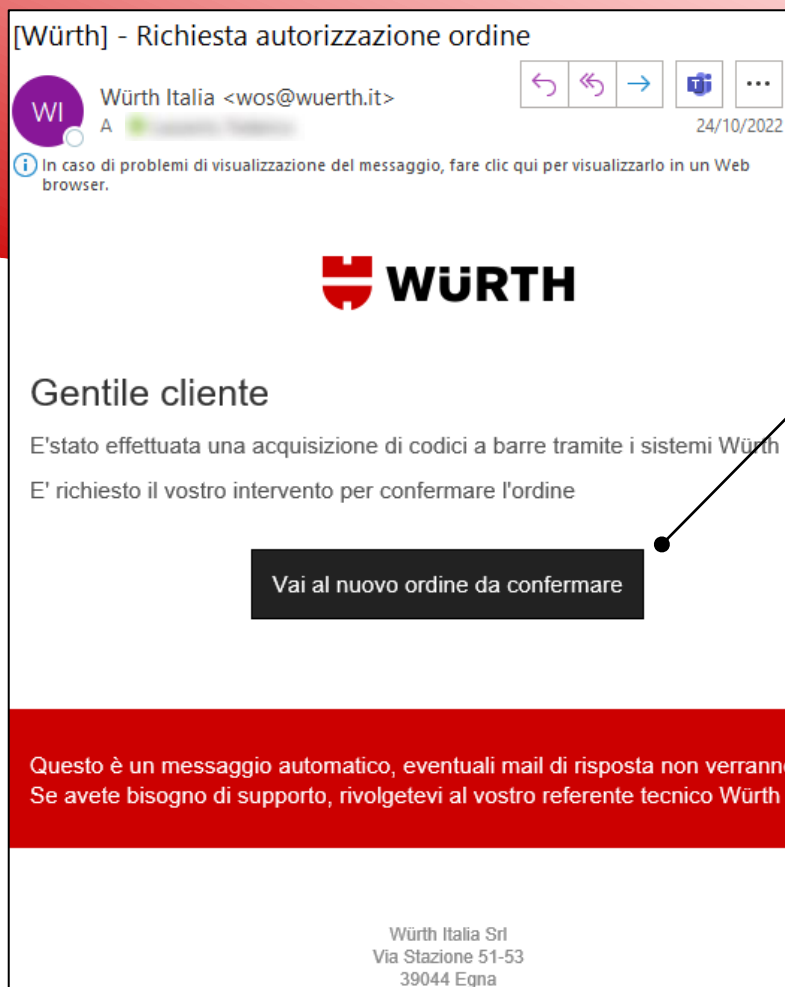 [Würth] - Richiesta autorizzazione ordine
WI
Würth Italia <wos@wuerth.it>
A
24/10/2022
In caso di problemi di visualizzazione del messaggio, fare clic qui per visualizzarlo in un Web
browser.
WÜRTH
Gentile cliente
E'stato effettuata una acquisizione di codici a barre tramite i sistemi Würth
E' richiesto il vostro intervento per confermare l'ordine
Vai al nuovo ordine da confermare
Questo è un messaggio automatico, eventuali mail di risposta non verranno
Se avete bisogno di supporto, rivolgetevi al vostro referente tecnico Würth
Würth Italia Srl
Via Stazione 51-53
39044 Egna